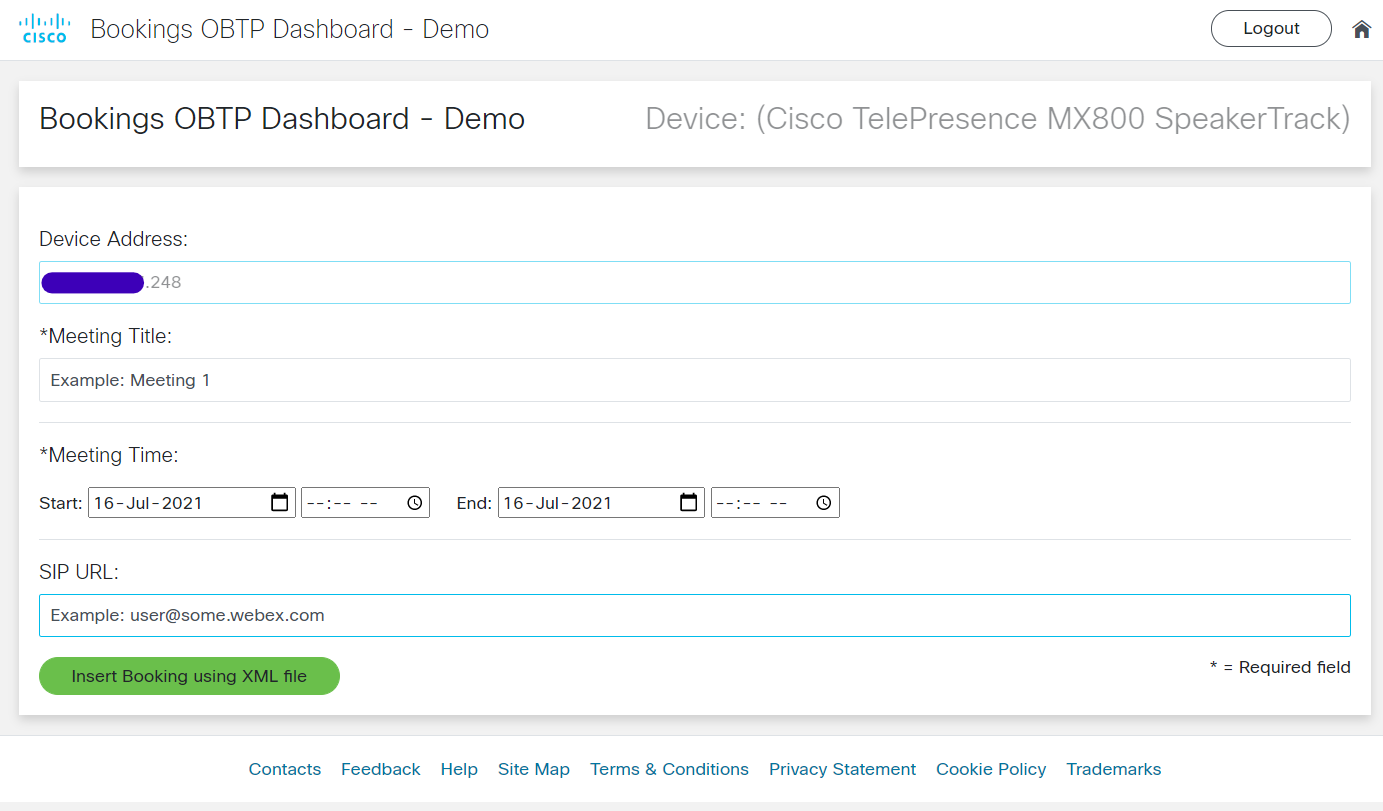 CISCO Bookings OBTP Dashboard - Demo Logout
Bookings OBTP Dashboard - Demo Device: (Cisco TelePresence MX800 SpeakerTrack)
Device Address:
.248
*Meeting Title:
Example: Meeting 1
*Meeting Time:
Start: 16-Jul-2021 --:-- -- End: 16-Jul-2021 --:-- --
SIP URL:
Example: user@some.webex.com
Insert Booking using XML file * = Required field
Contacts Feedback Help Site Map Terms & Conditions Privacy Statement Cookie Policy Trademarks